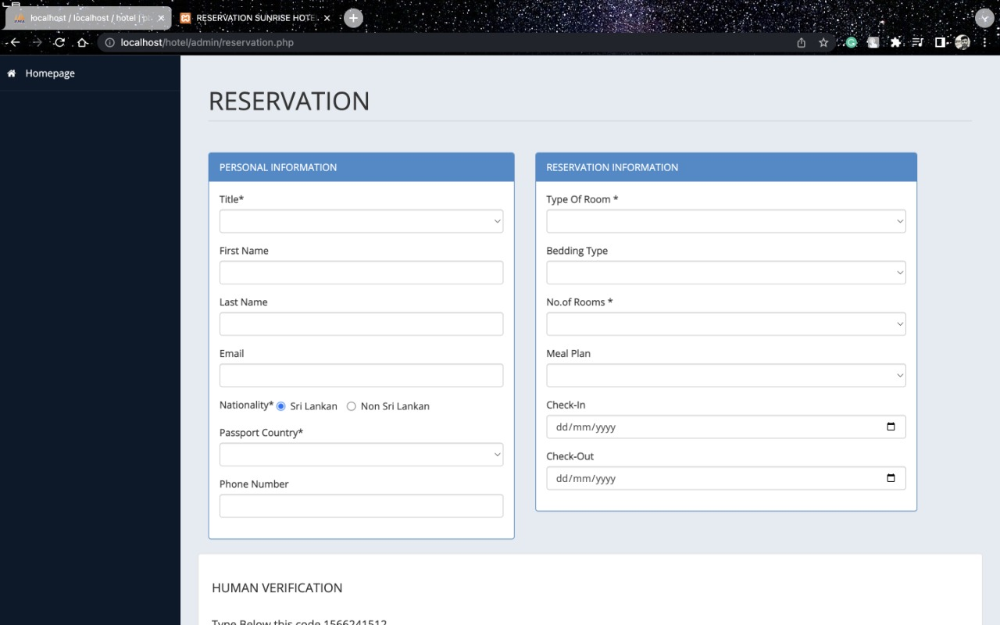 localhost / localhost / hotel | pl
RESERVATION SUNRISE HOTE
localhost/hotel/admin/reservation.php
Homepage
RESERVATION
PERSONAL INFORMATION
Title*
First Name
Last Name
Email
Nationality* Sri Lankan Non Sri Lankan
Passport Country*
Phone Number
RESERVATION INFORMATION
Type Of Room *
Bedding Type
No.of Rooms *
Meal Plan
Check-In
dd/mm/yyyy
Check-Out
dd/mm/yyyy
HUMAN VERIFICATION
Type Below this code 1566241512